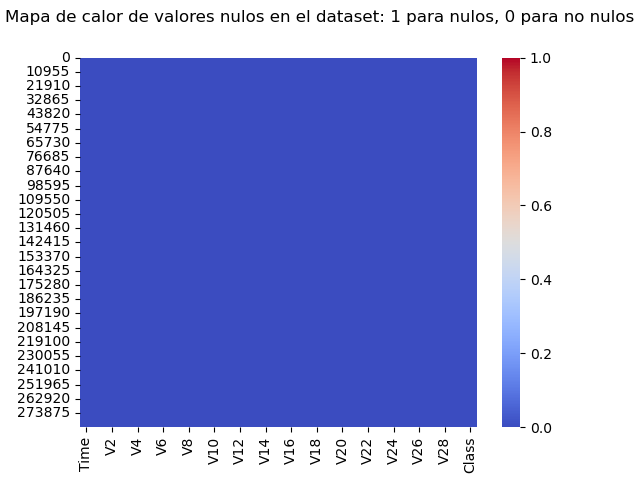 Mapa de calor de valores nulos en el dataset: 1 para nulos, 0 para no nulos
0
10955
21910
32865
43820
54775
65730
76685
87640
98595
109550
120505
131460
142415
153370
164325
175280
186235
197190
208145
219100
230055
241010
251965
262920
273875
Time
V2
V4
V6
V8
V10
V12
V14
V16
V18
V20
V22
V24
V26
V28
Class
1.0
0.8
0.6
0.4
0.2
0.0